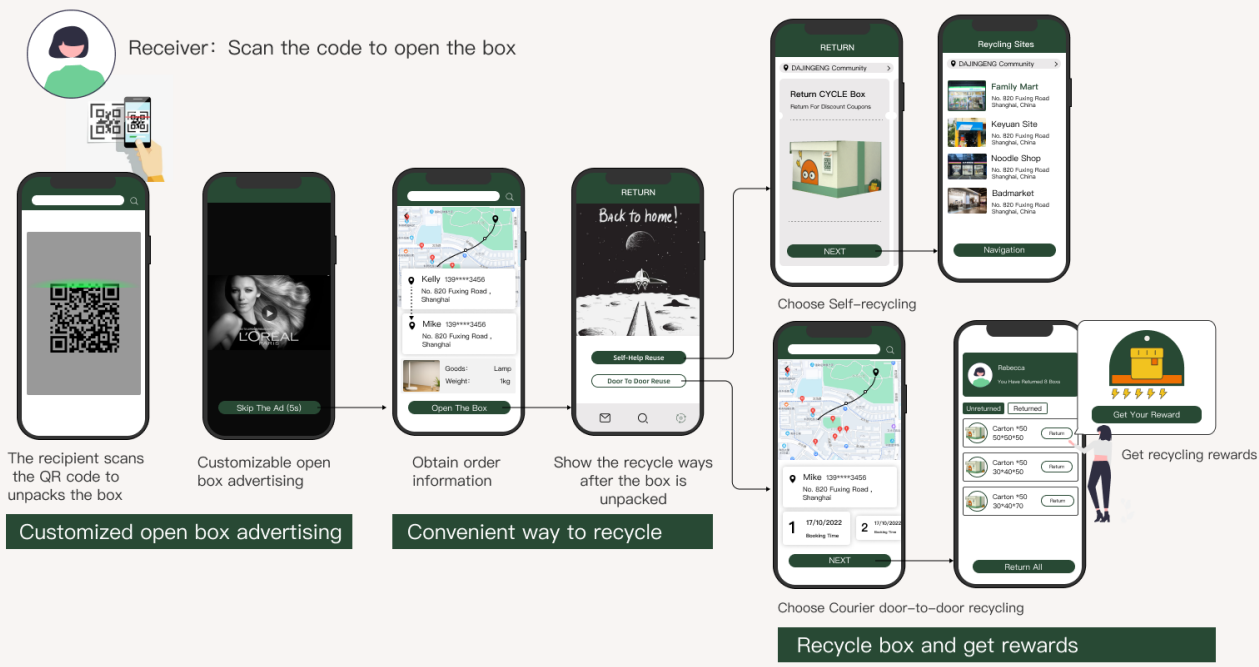 Receiver: Scan the code to open the box
Skip The Ad (5s)
Kelly 139****3456
No. 820 Fuxing Road ,
Shanghai
Mike 139****3456
No. 820 Fuxing Road ,
Shanghai
Goods: Lamp
Weight: 1kg
Open The Box
RETURN
Back to home!
Self-Help Reuse
Door To Door Reuse
The recipient scans
the QR code to
unpacks the box
Customizable open
box advertising
Obtain order
information
Show the recycle ways
after the box is
unpacked
Customized open box advertising
Convenient way to recycle
L'ORÉAL
PARIS
RETURN
DAJINGENG Community
Return CYCLE Box
Return For Discount Coupons
NEXT
Reycling Sites
DAJINGENG Community
Family Mart
No. 820 Fuxing Road
Shanghai, China
Keyuan Site
No. 820 Fuxing Road
Shanghai, China
Noodle Shop
No. 820 Fuxing Road
Shanghai, China
Badmarket
No. 820 Fuxing Road
Shanghai, China
Navigation
Choose Self-recycling
Mike 139****3456
No. 820 Fuxing Road ,
Shanghai
1 17/10/2022
Booking Time
2 17/10/2022
Booking Time
NEXT
Rebecca
You Have Returned 8 Boxs
Unreturned Returned
Carton *50
50*50*50
Return
Carton *50
30*40*50
Return
Carton *50
30*40*70
Return
Return All
Get Your Reward
Get recycling rewards
Choose Courier door-to-door recycling
Recycle box and get rewards